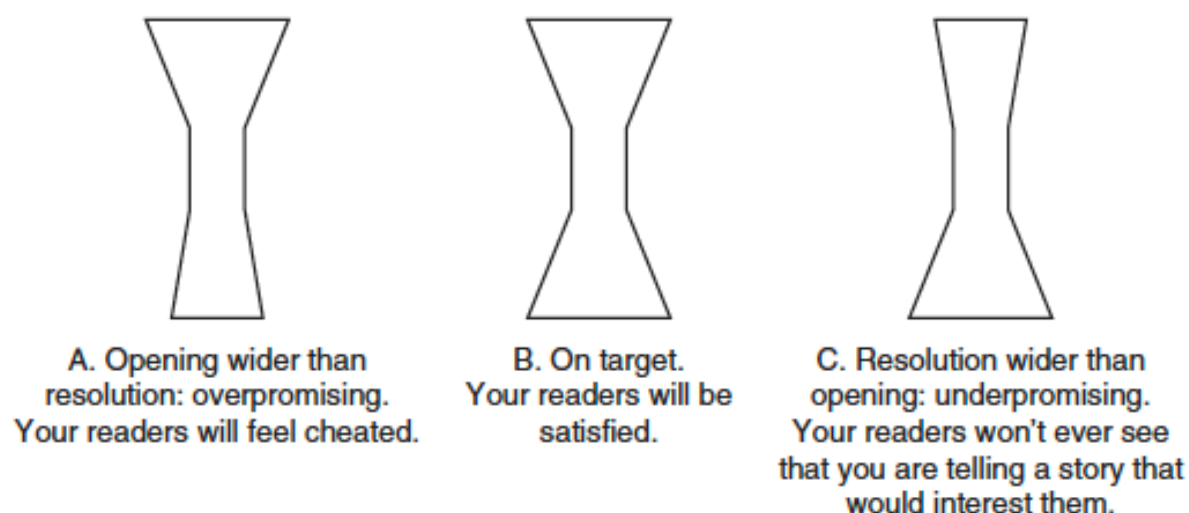 A. Opening wider than
resolution: overpromising.
Your readers will feel cheated.
B. On target.
Your readers will be
satisfied.
C. Resolution wider than
opening: underpromising.
Your readers won't ever see
that you are telling a story that
would interest them.